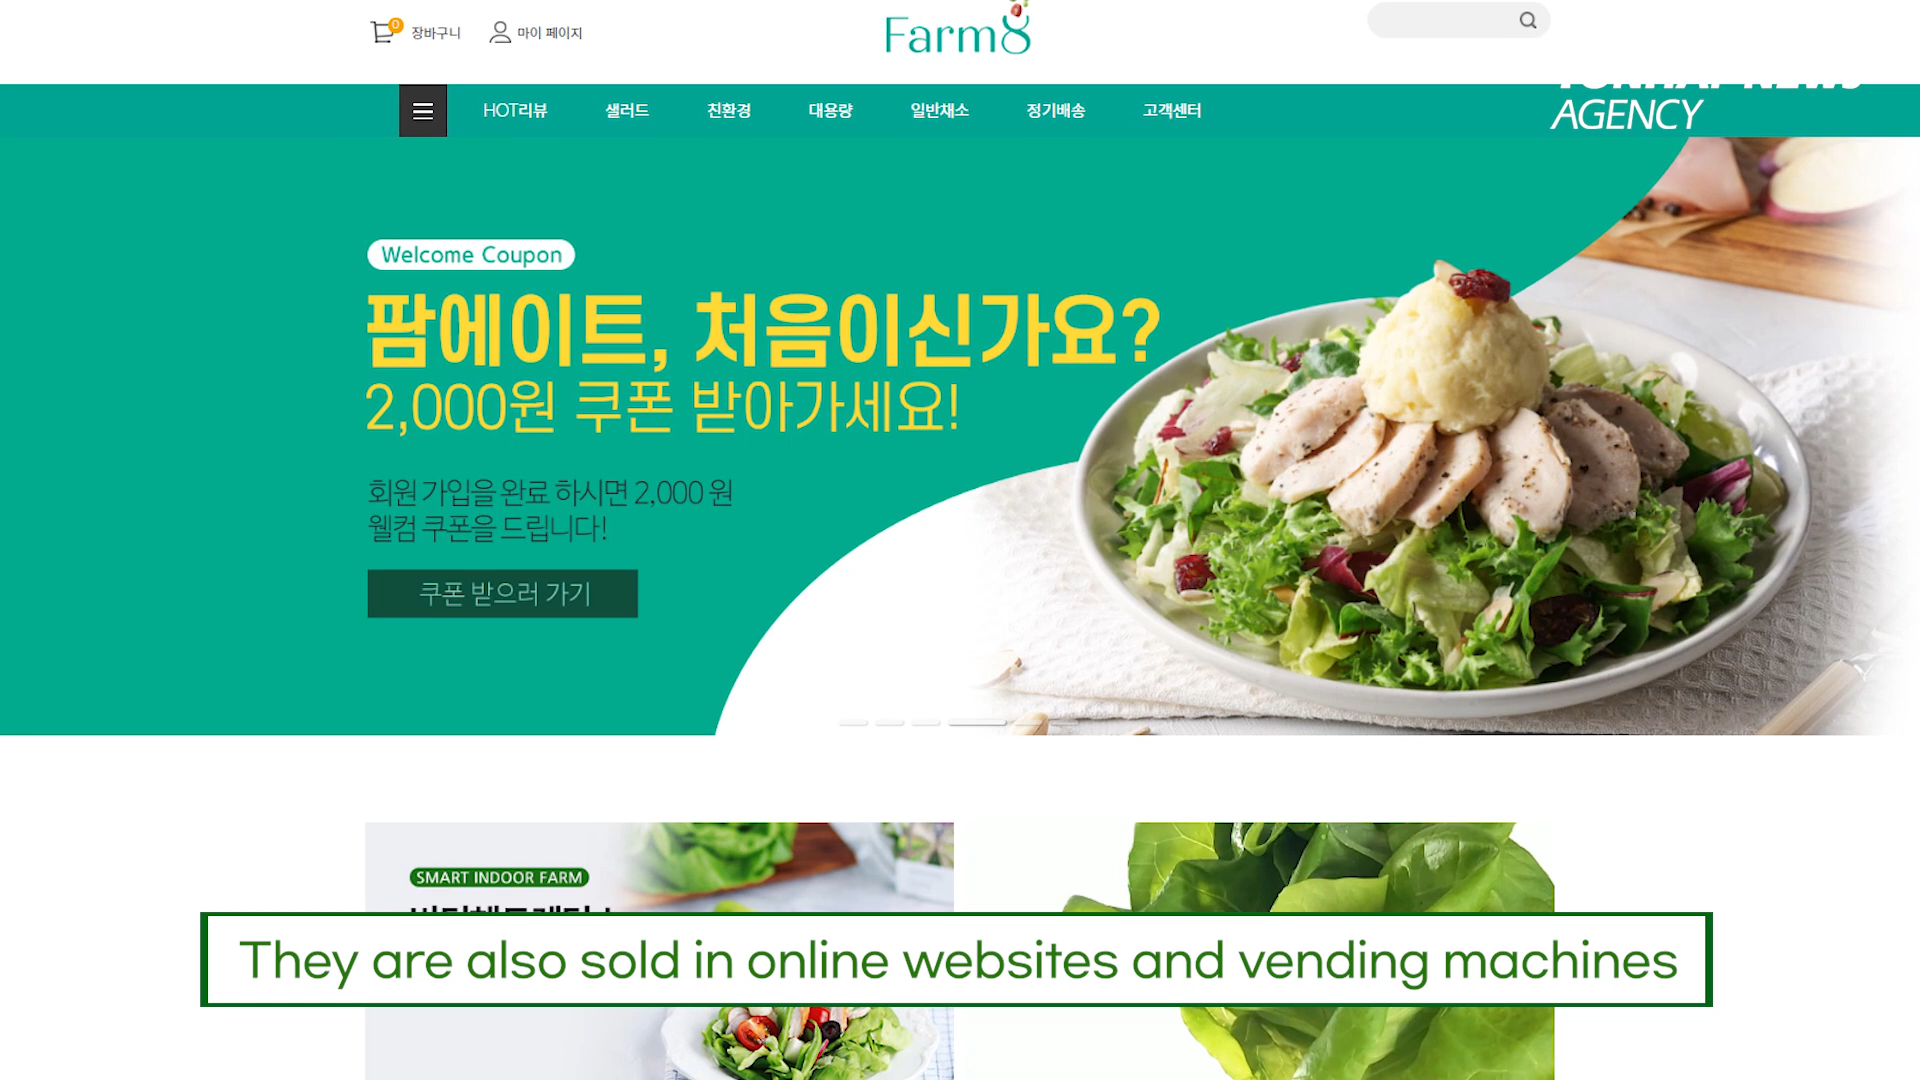 0 장바구니 마이 페이지
Farm8
HOT리뷰 샐러드 친환경 대용량 일반채소 정기배송 고객센터
YONHAP NEWS
AGENCY
Welcome Coupon
팜에이트, 처음이신가요?
2,000원 쿠폰 받아가세요!
회원 가입을 완료 하시면 2,000 원
웰컴 쿠폰을 드립니다!
쿠폰 받으러 가기
SMART INDOOR FARM
They are also sold in online websites and vending machines